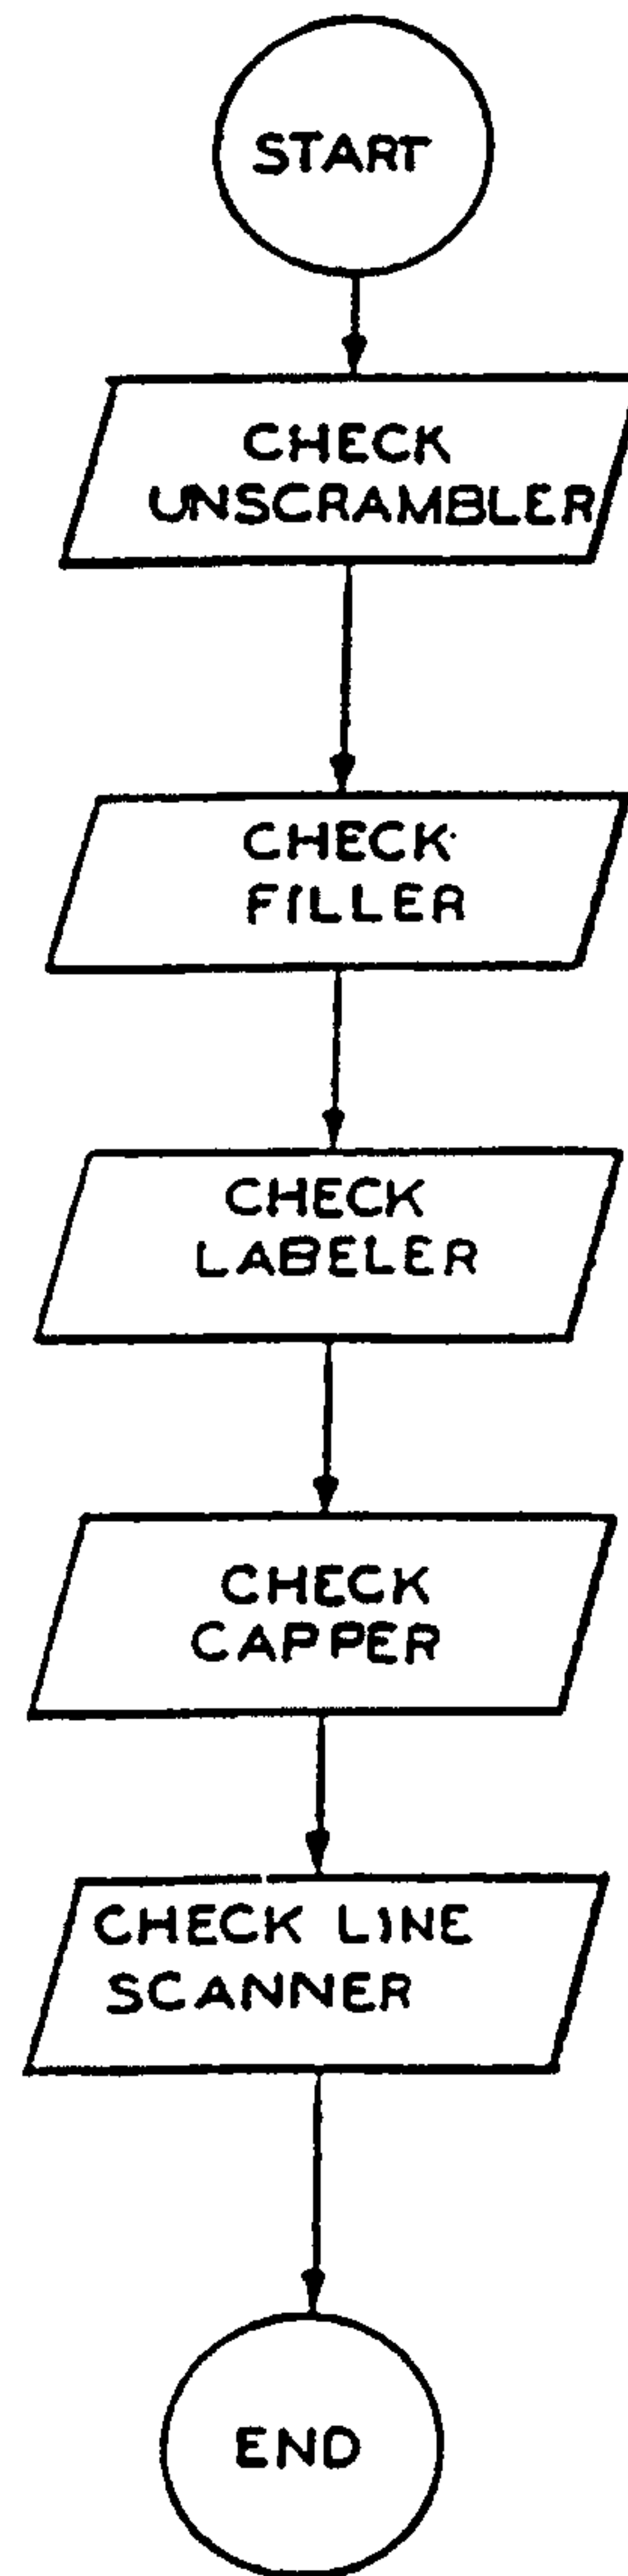 START
CHECK
UNSCRAMBLER
CHECK
FILLER
CHECK
LABELER
CHECK
CAPPER
CHECK LINE
SCANNER
END